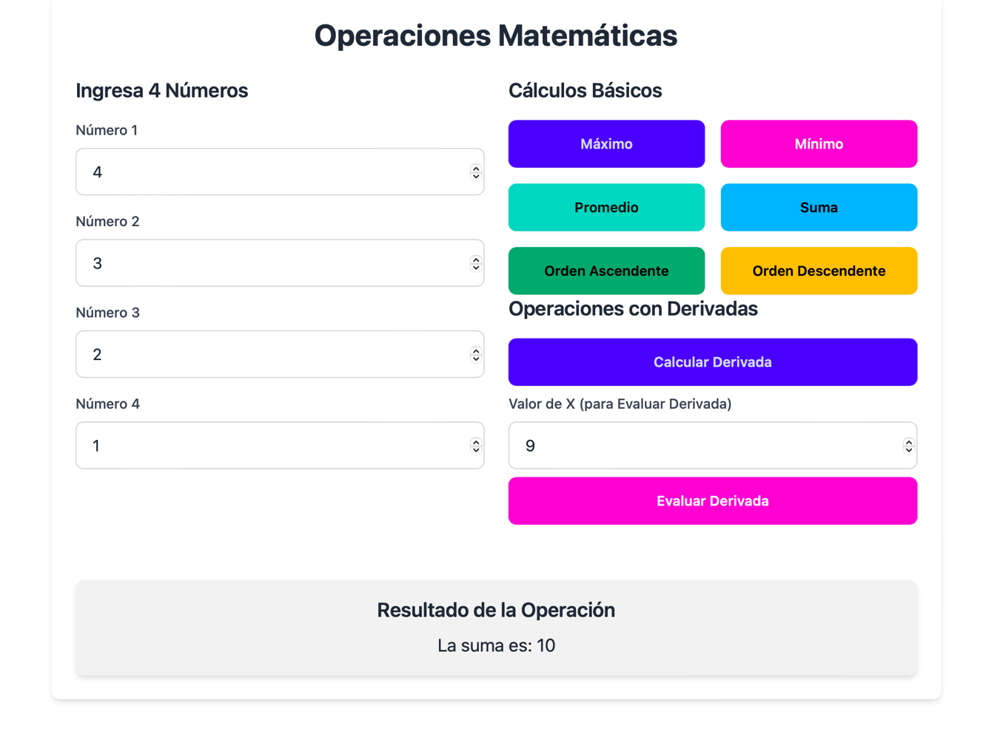 Operaciones Matemáticas
Ingresa 4 Números
Número 1
4
Número 2
3
Número 3
2
Número 4
1
Cálculos Básicos
Máximo
Mínimo
Promedio
Suma
Orden Ascendente
Orden Descendente
Operaciones con Derivadas
Calcular Derivada
Valor de X (para Evaluar Derivada)
9
Evaluar Derivada
Resultado de la Operación
La suma es: 10